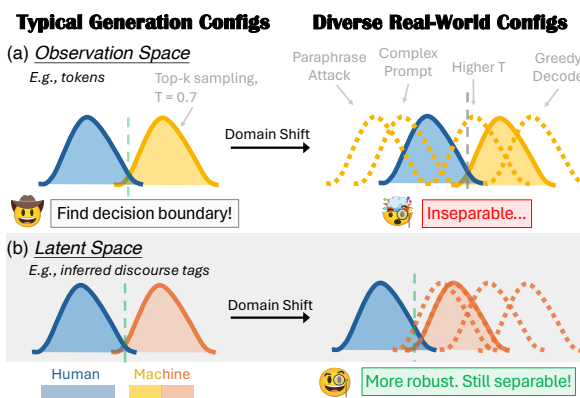 Typical Generation Configs
Diverse Real-World Configs
(a) Observation Space
E.g., tokens
Top-k sampling,
T = 0.7
Domain Shift
Paraphrase
Attack
Complex
Prompt
Higher T
Greedy
Decode
Find decision boundary!
Inseparable...
(b) Latent Space
E.g., inferred discourse tags
Domain Shift
Human
Machine
More robust. Still separable!